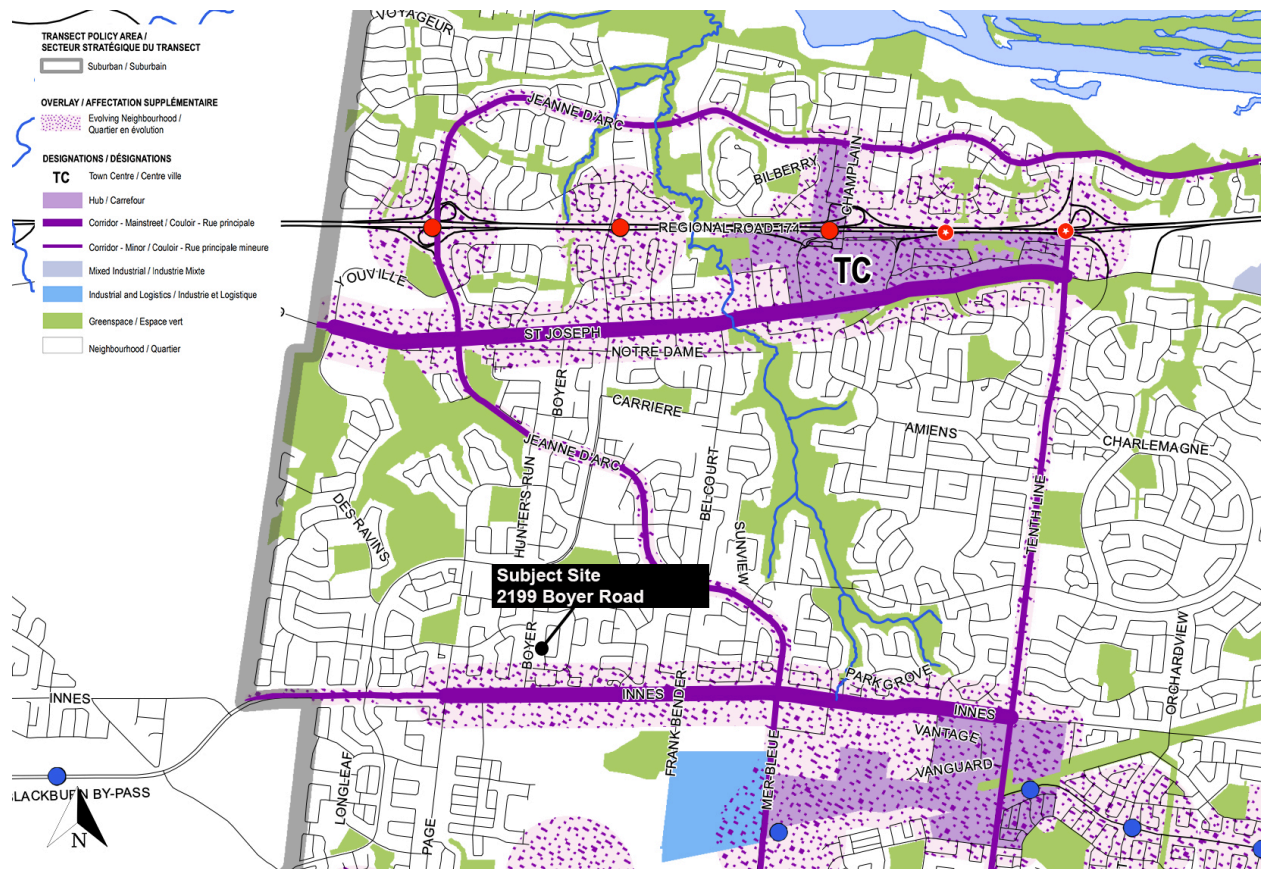 TRANSECT POLICY AREA /
SECTEUR STRATÉGIQUE DU TRANSECT
Suburban / Suburbain
OVERLAY / AFFECTATION SUPPLÉMENTAIRE
Evolving Neighbourhood /
Quartier en évolution
DESIGNATIONS / DÉSIGNATIONS
TC Town Centre / Centre ville
Hub / Carrefour
Corridor - Mainstreet / Couloir - Rue principale
Corridor - Minor / Couloir - Rue principale mineure
Mixed Industrial / Industrie Mixte
Industrial and Logistics / Industrie et Logistique
Greenspace / Espace vert
Neighbourhood / Quartier
VOYAGEUR
JEANNE D'ARC
BILBERRY
CHAMPLAIN
REGIONAL ROAD 174
TC
YOUVILLE
ST JOSEPH
NOTRE DAME
BOYER
CARRIERE
AMIENS
CHARLEMAGNE
JEANNE D'ARC
BELCOURT
HUNTER'S RUN
DES RAVINS
SUNVIEW
TENTH LINE
Subject Site
2199 Boyer Road
BOYER
PARKGROVE
ORCHARDVIEW
INNES
INNES
INNES
FRANK-BENDER
VANTAGE
VANGUARD
MER-BLEUE
LONGLEAF
PAGE
BLACKBURN BY-PASS
N